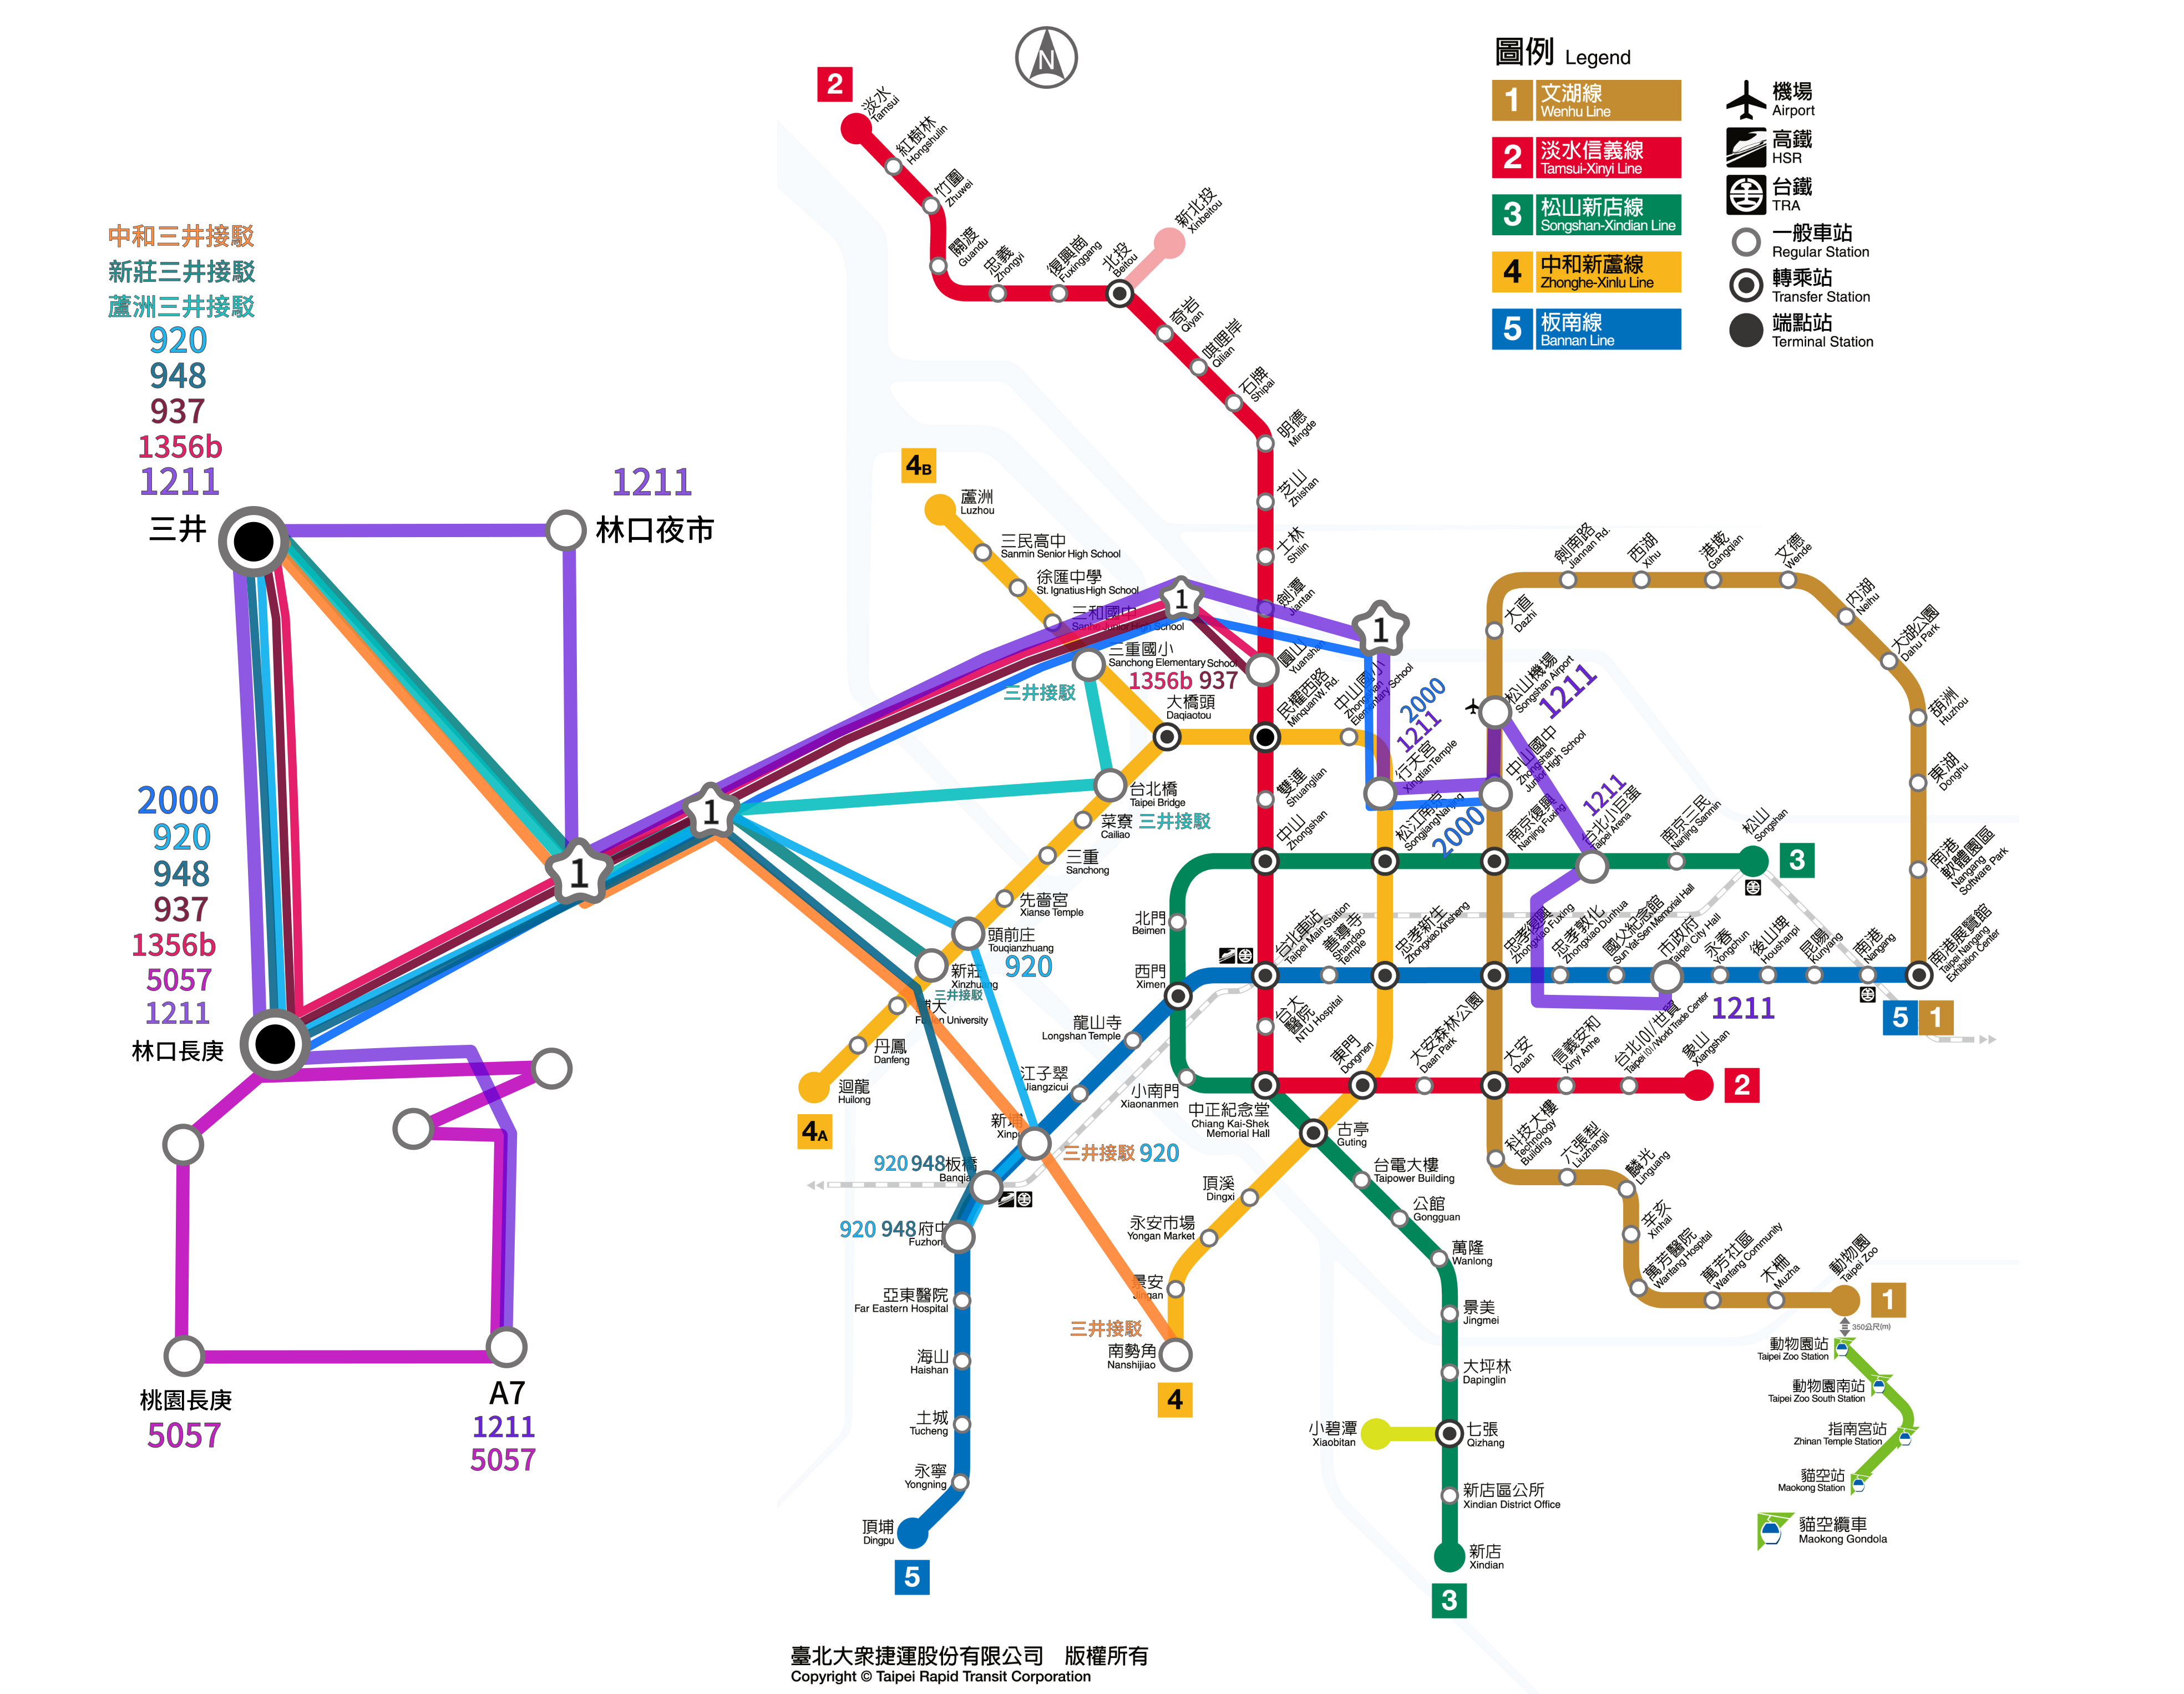 N
圖例 Legend
1 文湖線 Wenhu Line
2 淡水信義線 Tamsui-Xinyi Line
3 松山新店線 Songshan-Xindian Line
4 中和新蘆線 Zhonghe-Xinlu Line
5 板南線 Bannan Line
機場 Airport
高鐵 HSR
台鐵 TRA
一般車站 Regular Station
轉乘站 Transfer Station
端點站 Terminal Station
中和三井接駁
新莊三井接駁
蘆洲三井接駁
920
948
937
1356b
1211
三井
1211
林口夜市
2000
920
948
937
1356b
5057
1211
林口長庚
桃園長庚
5057
A7
1211
5057
1
1
1
1
2
淡水 Tamsui
紅樹林 Hongshulin
竹圍 Zhuwei
關渡 Guandu
忠義 Zhongyi
復興崗 Fuxinggang
北投 Beitou
新北投 Xinbeitou
奇岩 Qiyan
唭哩岸 Qilian
石牌 Shipai
明德 Mingde
芝山 Zhishan
士林 Shilin
劍潭 Jiantan
圓山 Yuanshan
1356b 937
民權西路 Minquan W. Rd.
雙連 Shuanglian
中山 Zhongshan
台北車站 Taipei Main Station
台大醫院 NTU Hospital
中正紀念堂 Chiang Kai-Shek Memorial Hall
東門 Dongmen
大安森林公園 Daan Park
大安 Daan
信義安和 Xinyi Anhe
台北101/世貿 Taipei 101/World Trade Center
象山 Xiangshan
2
4B
蘆洲 Luzhou
三民高中 Sanmin Senior High School
徐匯中學 St. Ignatius High School
三和國中 Sanhe Junior High School
三重國小 Sanchong Elementary School
三井接駁
大橋頭 Daqiaotou
台北橋 Taipei Bridge
三井接駁
菜寮 Cailiao
三重 Sanchong
先嗇宮 Xianse Temple
頭前庄 Touqianzhuang
920
新莊 Xinzhuang
三井接駁
輔大 Fu Jen University
丹鳳 Danfeng
迴龍 Huilong
4A
中山國小 Zhongshan Elementary School
2000
1211
行天宮 Xingtian Temple
松江南京 Songjiang Nanjing
2000
忠孝新生 Zhongxiao Xinsheng
古亭 Guting
頂溪 Dingxi
永安市場 Yongan Market
景安 Jingan
三井接駁
南勢角 Nanshijiao
4
劍南路 Jiannan Rd.
西湖 Xihu
港墘 Gangqian
文德 Wende
內湖 Neihu
大湖公園 Dahu Park
葫洲 Huzhou
東湖 Donghu
南港軟體園區 Nangang Software Park
南港展覽館 Taipei Nangang Exhibition Center
5 1
大直 Dazhi
松山機場 Songshan Airport
1211
中山國中 Zhongshan Junior High School
南京復興 Nanjing Fuxing
1211
台北小巨蛋 Taipei Arena
南京三民 Nanjing Sanmin
松山 Songshan
3
忠孝復興 Zhongxiao Fuxing
忠孝敦化 Zhongxiao Dunhua
國父紀念館 Sun Yat-Sen Memorial Hall
市政府 Taipei City Hall
1211
永春 Yongchun
後山埤 Houshanpi
昆陽 Kunyang
南港 Nangang
善導寺 Shandao Temple
北門 Beimen
西門 Ximen
小南門 Xiaonanmen
龍山寺 Longshan Temple
江子翠 Jiangzicui
新埔 Xinpu
三井接駁 920
920 948 板橋 Banqiao
920 948 府中 Fuzhong
亞東醫院 Far Eastern Hospital
海山 Haishan
土城 Tucheng
永寧 Yongning
頂埔 Dingpu
5
台電大樓 Taipower Building
公館 Gongguan
萬隆 Wanlong
景美 Jingmei
大坪林 Dapinglin
小碧潭 Xiaobitan
七張 Qizhang
新店區公所 Xindian District Office
新店 Xindian
3
科技大樓 Technology Building
六張犁 Liuzhangli
麟光 Linguang
辛亥 Xinhai
萬芳醫院 Wanfang Hospital
萬芳社區 Wanfang Community
木柵 Muzha
動物園 Taipei Zoo
1
350公尺(m)
動物園站 Taipei Zoo Station
動物園南站 Taipei Zoo South Station
指南宮站 Zhinan Temple Station
貓空站 Maokong Station
貓空纜車 Maokong Gondola
臺北大眾捷運股份有限公司 版權所有
Copyright © Taipei Rapid Transit Corporation